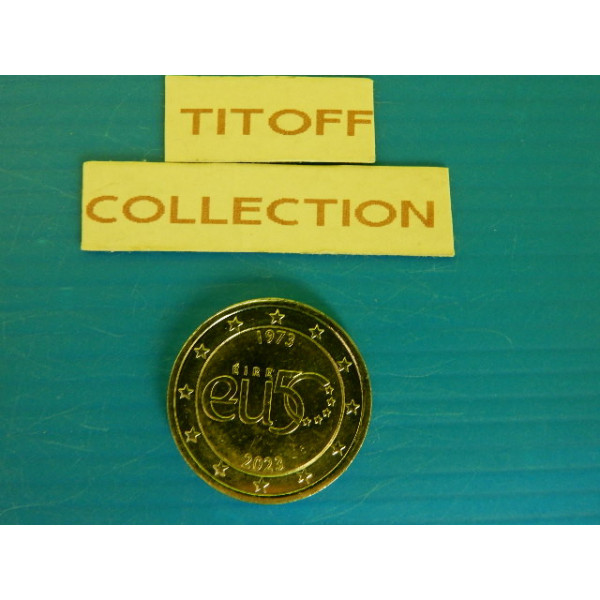 TITOFF
COLLECTION
1973
ÉIRE
eu50
2023